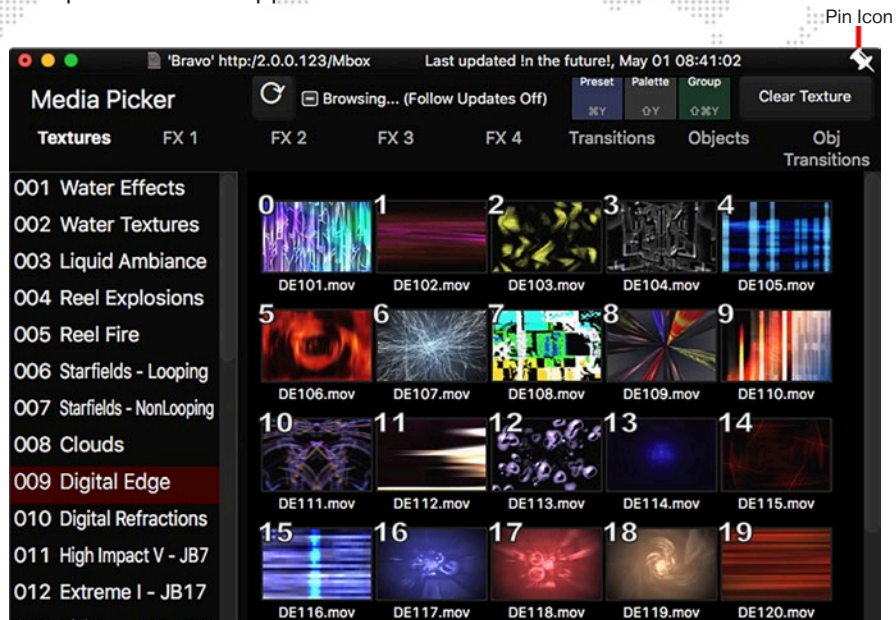 Pin Icon
'Bravo' http:/2.0.0.123/Mbox Last updated !n the future!, May 01 08:41:02
Media Picker
Browsing... (Follow Updates Off)
Preset Palette Group
⌘Y ⇧Y ⇧⌘Y
Clear Texture
Textures FX 1 FX 2 FX 3 FX 4 Transitions Objects Obj
Transitions
001 Water Effects
002 Water Textures
003 Liquid Ambiance
004 Reel Explosions
005 Reel Fire
006 Starfields - Looping
007 Starfields - NonLooping
008 Clouds
009 Digital Edge
010 Digital Refractions
011 High Impact V - JB7
012 Extreme I - JB17
0 1 2 3 4
DE101.mov DE102.mov DE103.mov DE104.mov DE105.mov
5 6 7 8 9
DE106.mov DE107.mov DE108.mov DE109.mov DE110.mov
10 11 12 13 14
DE111.mov DE112.mov DE113.mov DE114.mov DE115.mov
15 16 17 18 19
DE116.mov DE117.mov DE118.mov DE119.mov DE120.mov